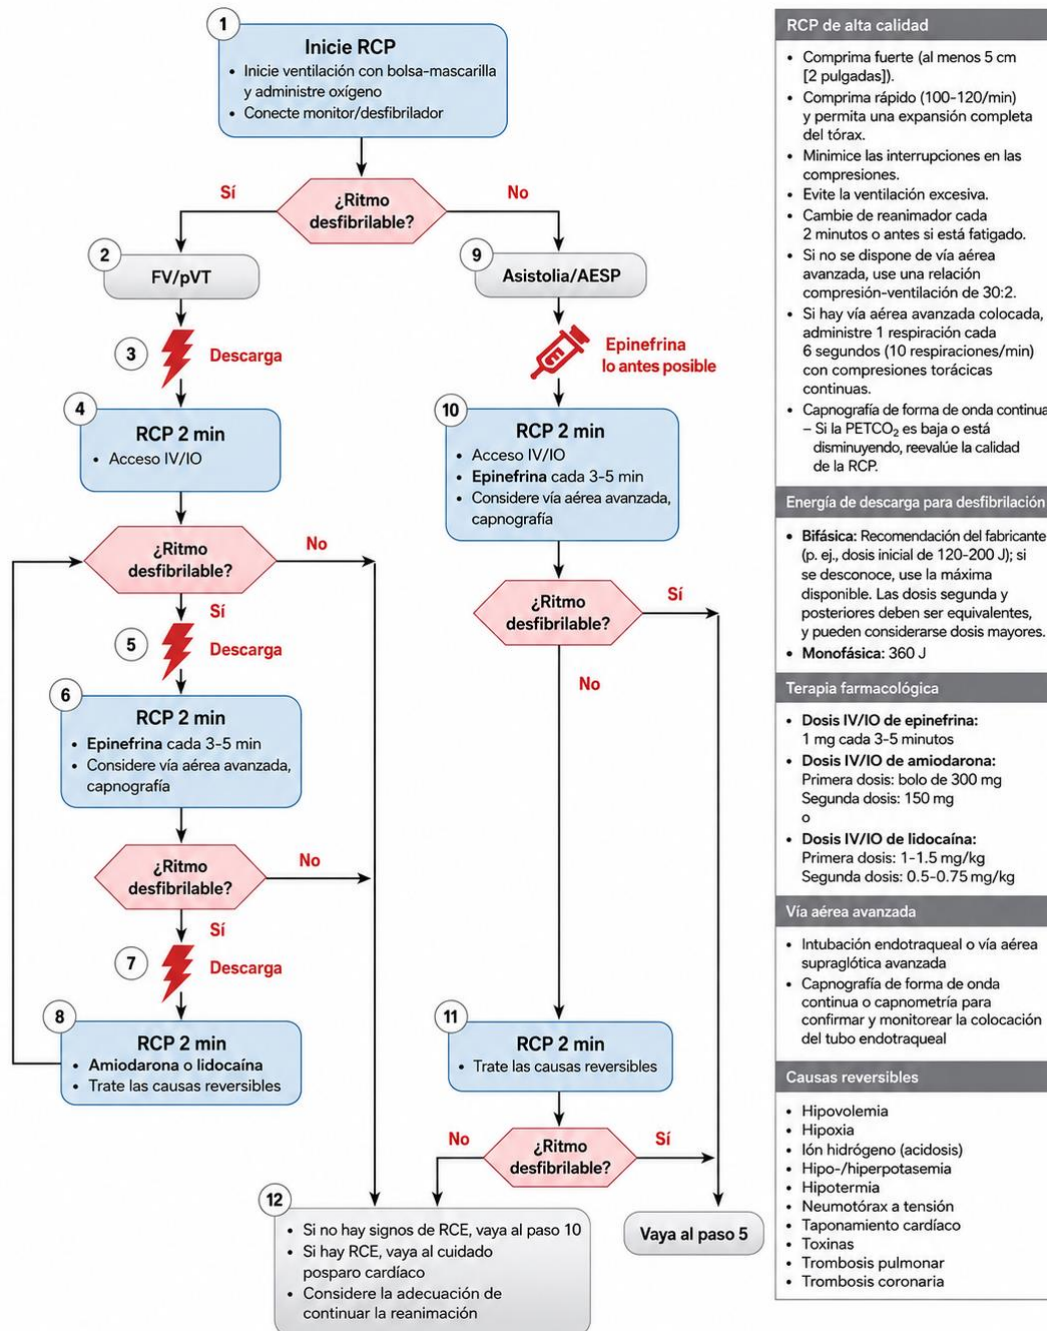 1
Inicie RCP
• Inicie ventilación con bolsa-mascarilla
y administre oxígeno
• Conecte monitor/desfibrilador
¿Ritmo
desfibrilable?
Sí
No
2
FV/pVT
3
Descarga
4
RCP 2 min
• Acceso IV/IO
¿Ritmo
desfibrilable?
No
Sí
5
Descarga
6
RCP 2 min
• Epinefrina cada 3-5 min
• Considere vía aérea avanzada,
capnografía
¿Ritmo
desfibrilable?
No
Sí
7
Descarga
8
RCP 2 min
• Amiodarona o lidocaína
• Trate las causas reversibles
9
Asistolia/AESP
Epinefrina
lo antes posible
10
RCP 2 min
• Acceso IV/IO
• Epinefrina cada 3-5 min
• Considere vía aérea avanzada,
capnografía
¿Ritmo
desfibrilable?
Sí
No
11
RCP 2 min
• Trate las causas reversibles
¿Ritmo
desfibrilable?
No
Sí
12
• Si no hay signos de RCE, vaya al paso 10
• Si hay RCE, vaya al cuidado
posparo cardíaco
• Considere la adecuación de
continuar la reanimación
Vaya al paso 5
RCP de alta calidad
• Comprima fuerte (al menos 5 cm
[2 pulgadas]).
• Comprima rápido (100-120/min)
y permita una expansión completa
del tórax.
• Minimice las interrupciones en las
compresiones.
• Evite la ventilación excesiva.
• Cambie de reanimador cada
2 minutos o antes si está fatigado.
• Si no se dispone de vía aérea
avanzada, use una relación
compresión-ventilación de 30:2.
• Si hay vía aérea avanzada colocada,
administre 1 respiración cada
6 segundos (10 respiraciones/min)
con compresiones torácicas
continuas.
• Capnografía de forma de onda continua
– Si la PETCO₂ es baja o está
disminuyendo, reevalúe la calidad
de la RCP.
Energía de descarga para desfibrilación
• Bifásica: Recomendación del fabricante
(p. ej., dosis inicial de 120-200 J); si
se desconoce, use la máxima
disponible. Las dosis segunda y
posteriores deben ser equivalentes,
y pueden considerarse dosis mayores.
• Monofásica: 360 J
Terapia farmacológica
• Dosis IV/IO de epinefrina:
1 mg cada 3-5 minutos
• Dosis IV/IO de amiodarona:
Primera dosis: bolo de 300 mg
Segunda dosis: 150 mg
o
• Dosis IV/IO de lidocaína:
Primera dosis: 1-1.5 mg/kg
Segunda dosis: 0.5-0.75 mg/kg
Vía aérea avanzada
• Intubación endotraqueal o vía aérea
supraglótica avanzada
• Capnografía de forma de onda
continua o capnometría para
confirmar y monitorear la colocación
del tubo endotraqueal
Causas reversibles
• Hipovolemia
• Hipoxia
• Ión hidrógeno (acidosis)
• Hipo-/hiperpotasemia
• Hipotermia
• Neumotórax a tensión
• Taponamiento cardíaco
• Toxinas
• Trombosis pulmonar
• Trombosis coronaria